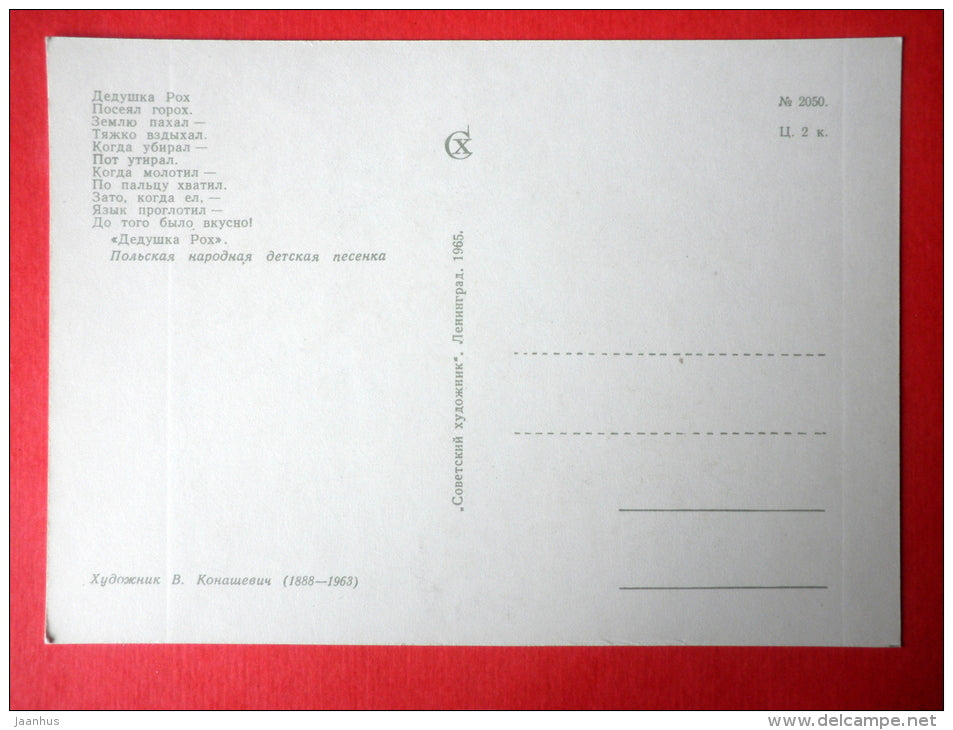 Дедушка Рох
Посеял горох.
Землю пахал —
Тяжко вздыхал.
Когда убирал —
Пот утирал.
Когда молотил —
По пальцу хватил.
Зато, когда ел, —
Язык проглотил —
До того было вкусно!
«Дедушка Рох».
Польская народная детская песенка
Художник В. Конашевич (1888—1963)
СХ
„Советский художник“. Ленинград. 1965.
№ 2050.
Ц. 2 к.
jaanhus
www.delcampe.net